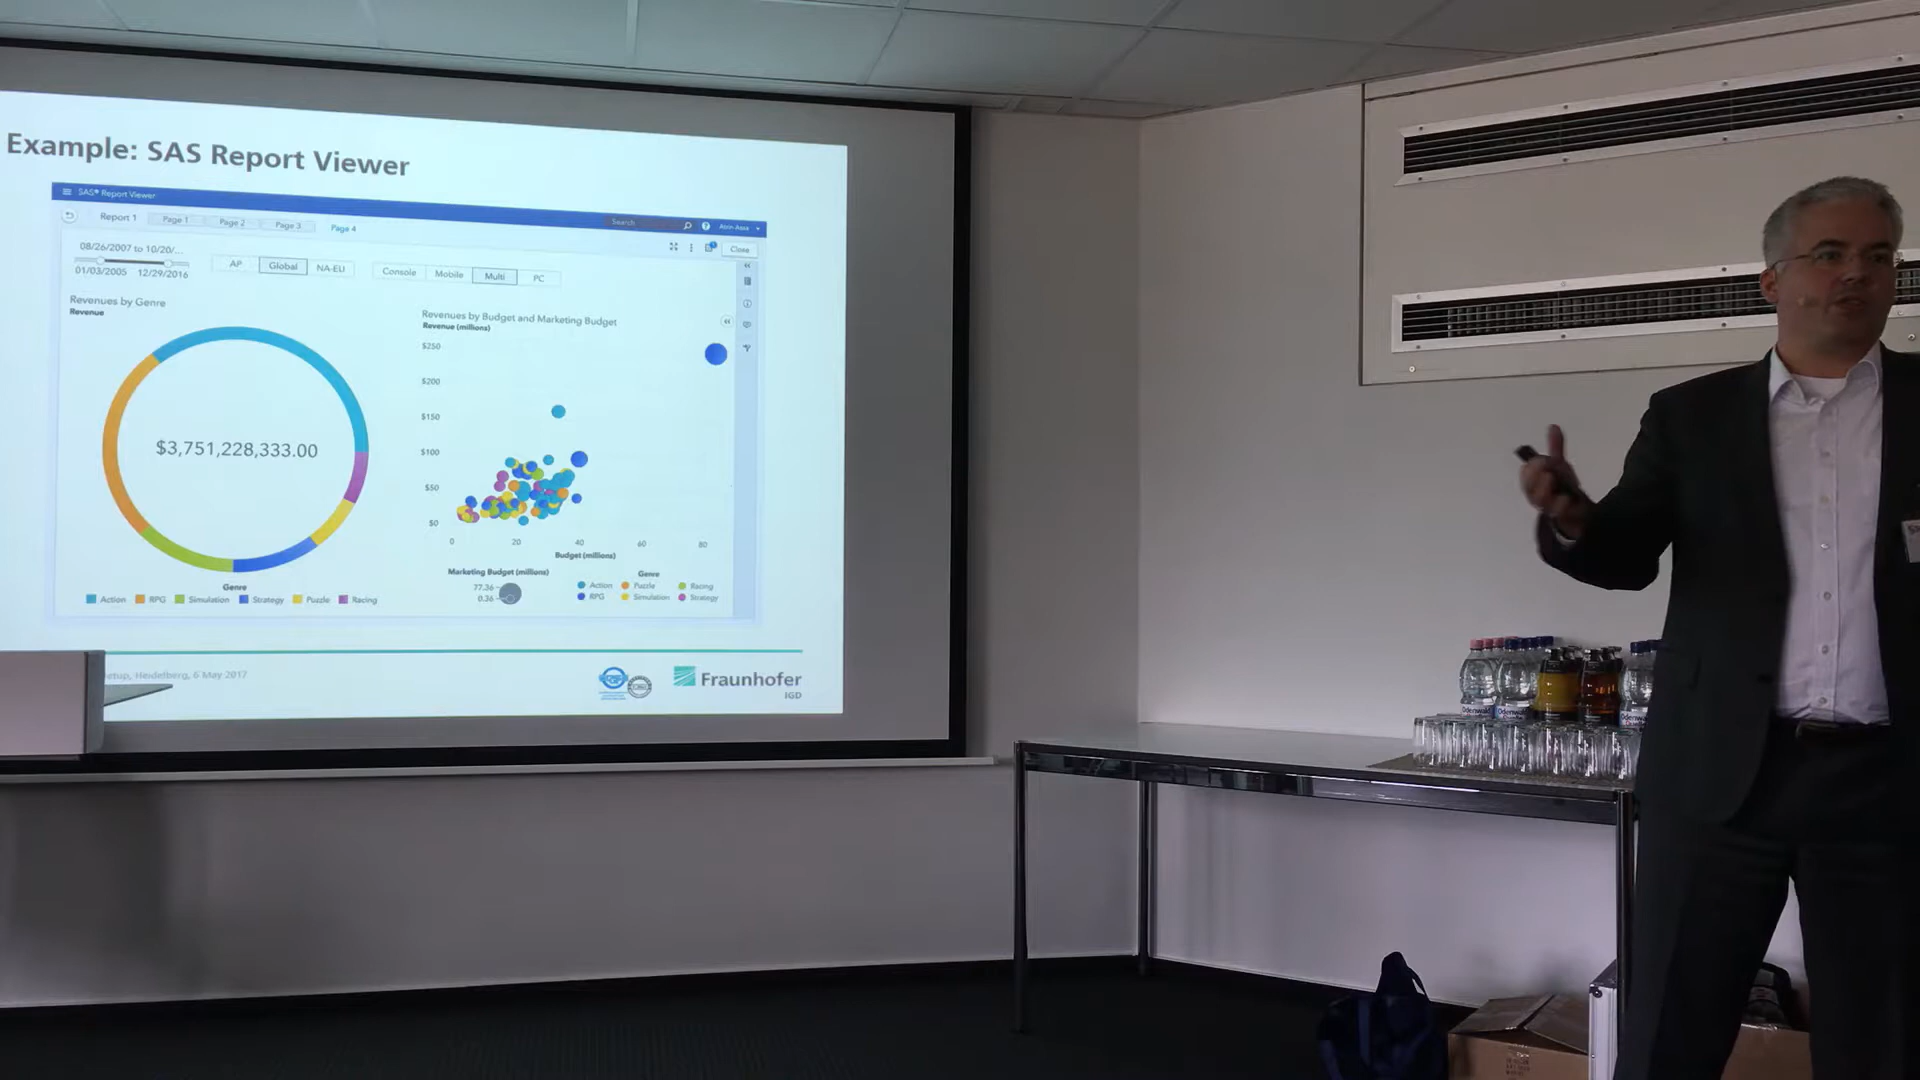 Example: SAS Report Viewer
SAS® Report Viewer
Search
Report 1
Page 1
Page 2
Page 3
Page 4
Close
08/26/2007 to 10/20/...
01/03/2005 12/29/2016
AP Global NA-EU
Console Mobile Multi PC
Revenues by Genre
Revenue
$3,751,228,333.00
Genre
Action RPG Simulation Strategy Puzzle Racing
Revenues by Budget and Marketing Budget
Revenue (millions)
$250
$200
$150
$100
$50
$0
0 20 40 60 80
Budget (millions)
Marketing Budget (millions)
77.36
0.36
Genre
Action Puzzle Racing
RPG Simulation Strategy
etup, Heidelberg, 6 May 2017
Fraunhofer
IGD